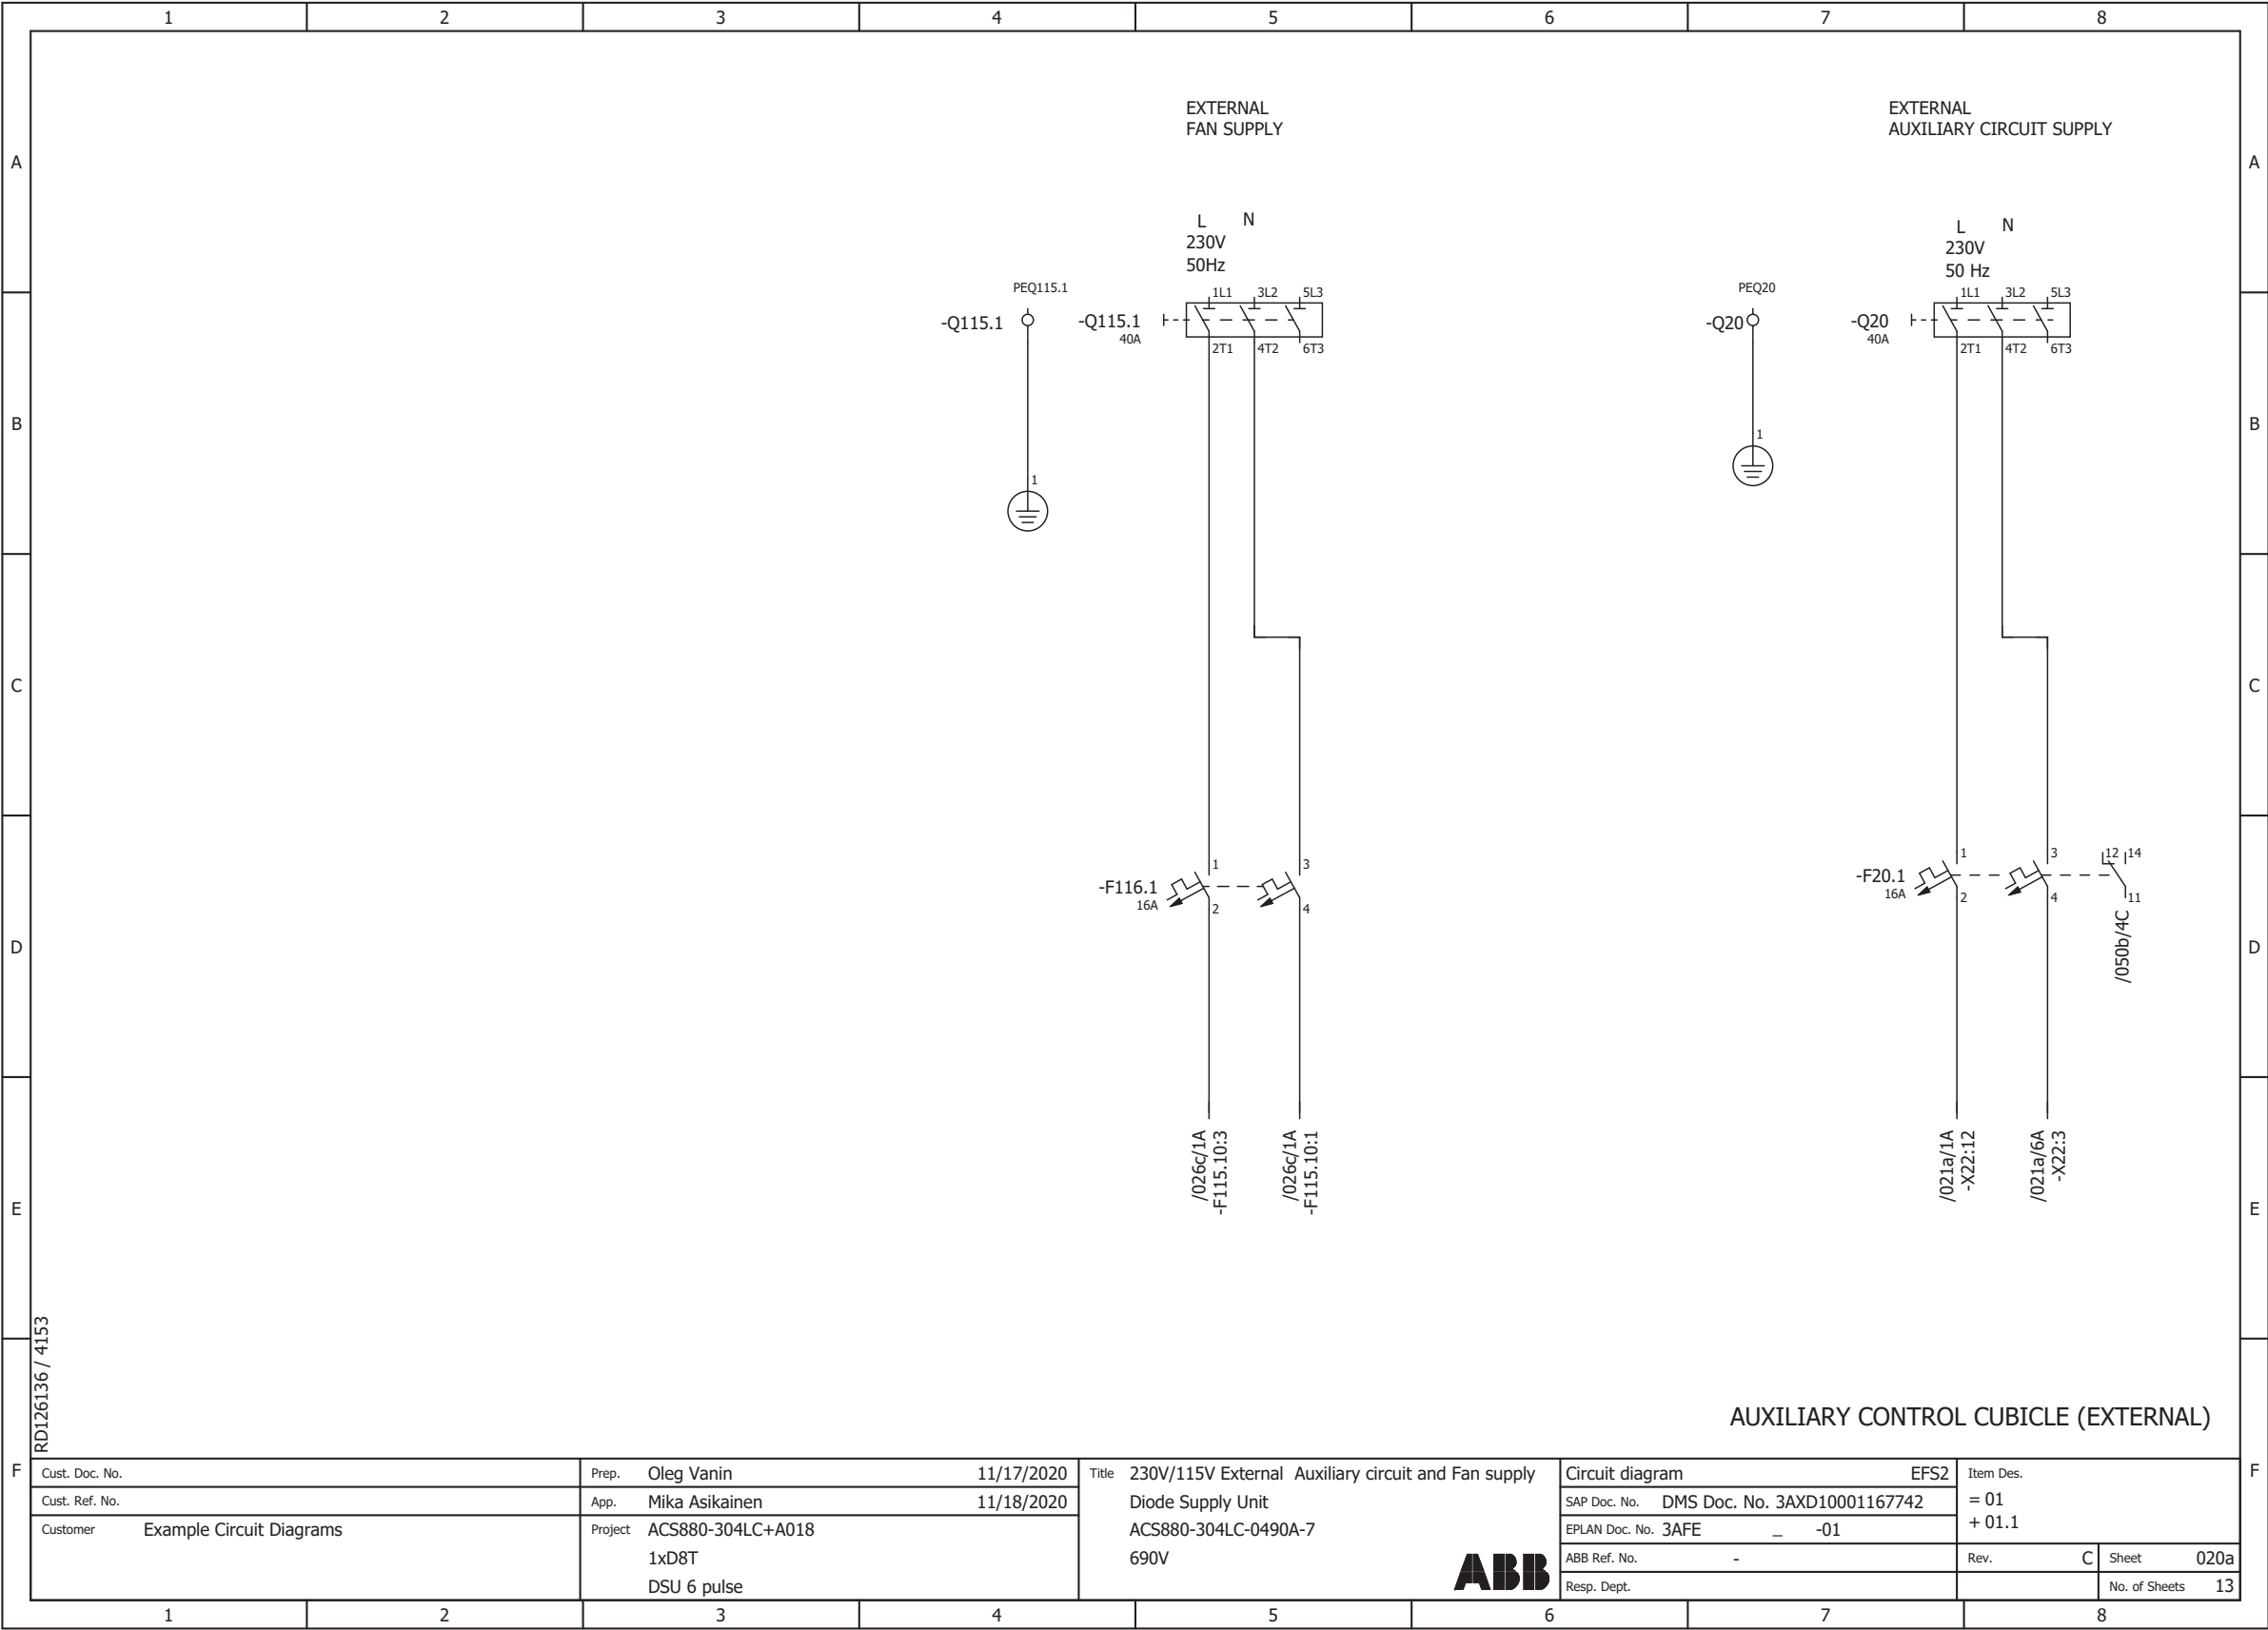 1 2 3 4 5 6 7 8
EXTERNAL
FAN SUPPLY
EXTERNAL
AUXILIARY CIRCUIT SUPPLY
A A
L N
230V
50Hz
L N
230V
50 Hz
PEQ115.1
-Q115.1
-Q115.1
40A
1L1 3L2 5L3
2T1 4T2 6T3
PEQ20
-Q20
-Q20
40A
1L1 3L2 5L3
2T1 4T2 6T3
B B
1
1
C C
-F116.1
16A
1 3
2 4
-F20.1
16A
1 3 12 14
2 4 11
/050b/4C
D D
/026c/1A
-F115.10:3
/026c/1A
-F115.10:1
/021a/1A
-X22:12
/021a/6A
-X22:3
E E
RD126136 / 4153
AUXILIARY CONTROL CUBICLE (EXTERNAL)
F F
Cust. Doc. No.
Cust. Ref. No.
Customer Example Circuit Diagrams
Prep. Oleg Vanin 11/17/2020
App. Mika Asikainen 11/18/2020
Project ACS880-304LC+A018
1xD8T
DSU 6 pulse
Title 230V/115V External Auxiliary circuit and Fan supply
Diode Supply Unit
ACS880-304LC-0490A-7
690V
ABB
Circuit diagram EFS2
SAP Doc. No. DMS Doc. No. 3AXD10001167742
EPLAN Doc. No. 3AFE _ -01
ABB Ref. No. -
Resp. Dept.
Item Des.
= 01
+ 01.1
Rev. C Sheet 020a
No. of Sheets 13
1 2 3 4 5 6 7 8